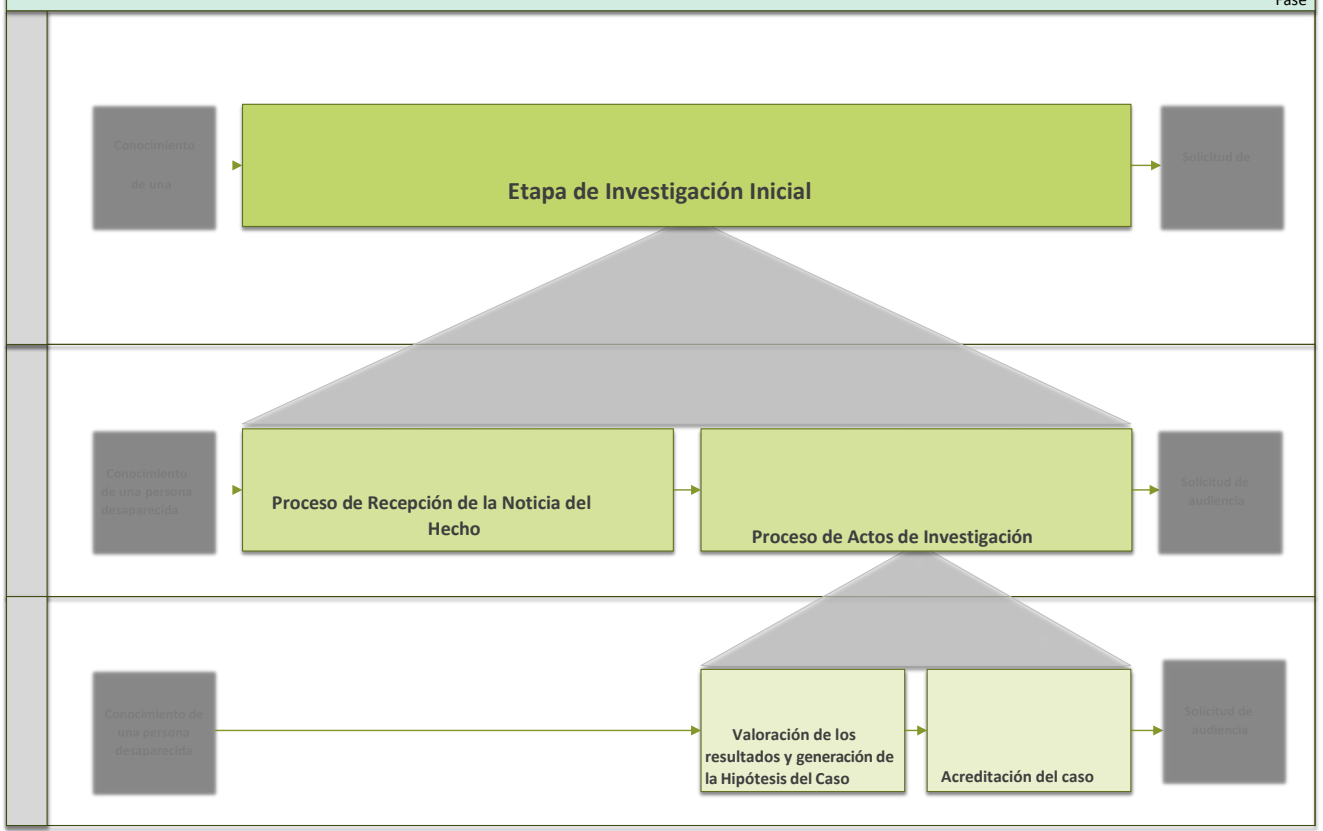 Fase
Conocimiento
de una
Etapa de Investigación Inicial
Solicitud de
Conocimiento
de una persona
desaparecida
Proceso de Recepción de la Noticia del
Hecho
Proceso de Actos de Investigación
Solicitud de
audiencia
Conocimiento de
una persona
desaparecida
Valoración de los
resultados y generación de
la Hipótesis del Caso
Acreditación del caso
Solicitud de
audiencia